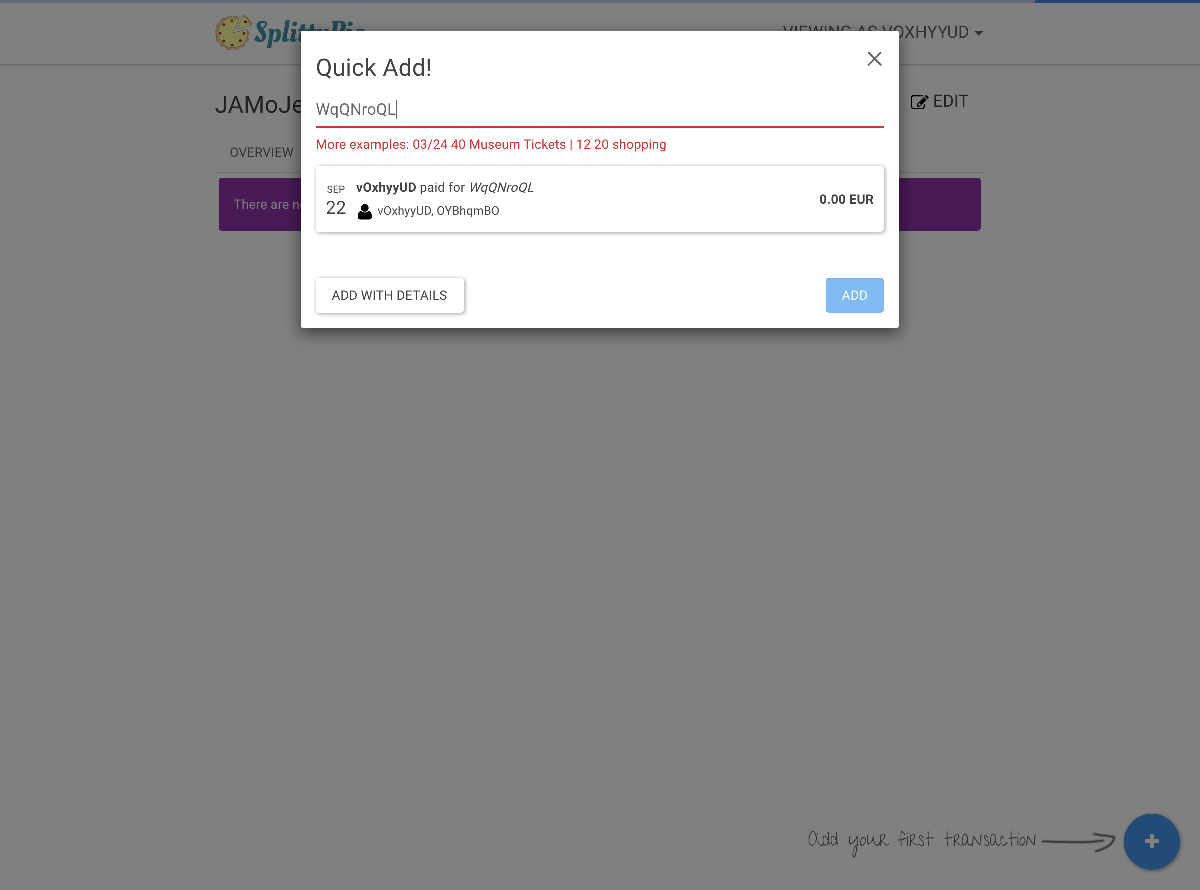 SplittyPie
VIEWING AS VOXHYYUD
Quick Add!
JAMoJe
EDIT
WqQNroQL
More examples: 03/24 40 Museum Tickets | 12 20 shopping
OVERVIEW
SEP
22
vOxhyyUD paid for WqQNroQL
vOxhyyUD, OYBhqmBO
0.00 EUR
There are n
ADD WITH DETAILS
ADD
Add your first transaction